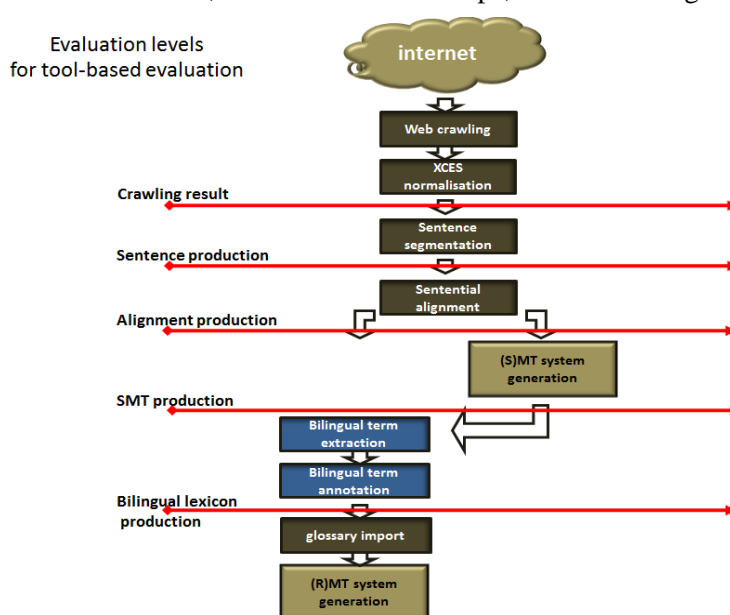 Evaluation levels
for tool-based evaluation
internet
Web crawling
XCES
normalisation
Crawling result
Sentence
segmentation
Sentence production
Sentential
alignment
Alignment production
(S)MT system
generation
SMT production
Bilingual term
extraction
Bilingual term
annotation
Bilingual lexicon
production
glossary import
(R)MT system
generation